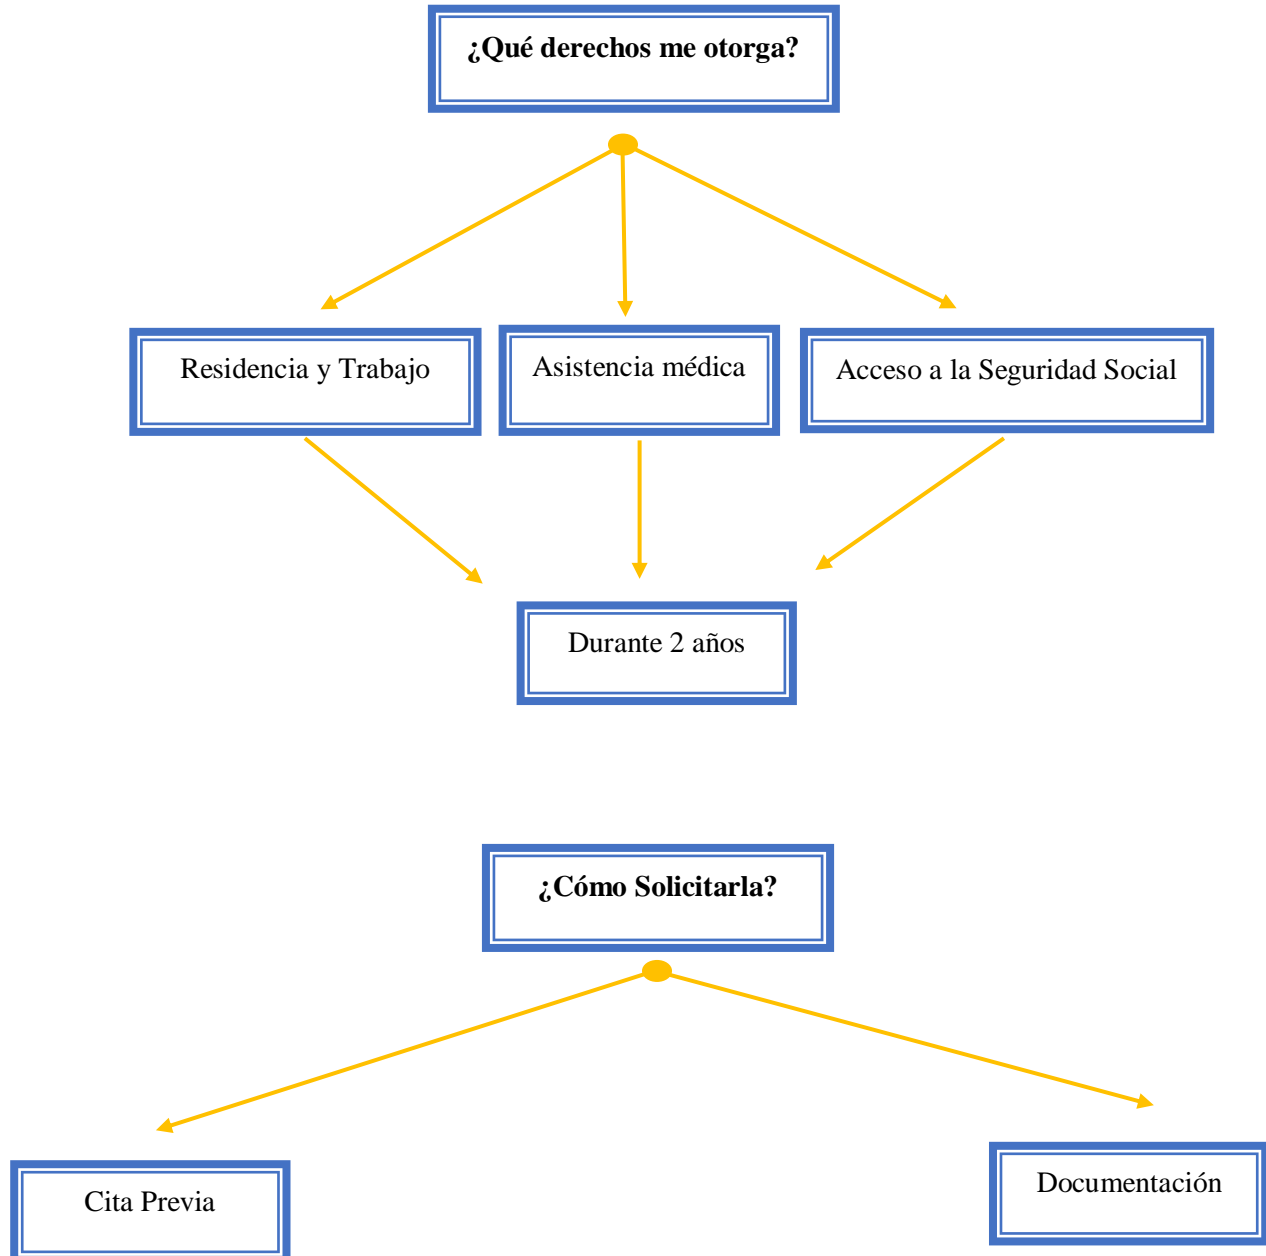 ¿Qué derechos me otorga?
Residencia y Trabajo
Asistencia médica
Acceso a la Seguridad Social
Durante 2 años
¿Cómo Solicitarla?
Cita Previa
Documentación